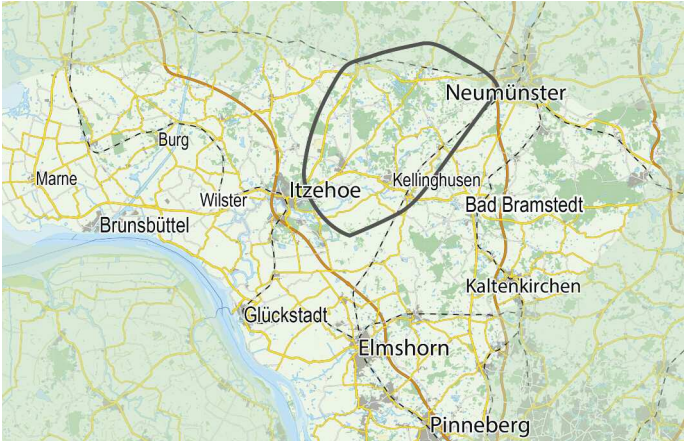 Neumünster
Burg
Marne
Itzehoe
Kellinghusen
Wilster
Bad Bramstedt
Brunsbüttel
Kaltenkirchen
Glückstadt
Elmshorn
Pinneberg